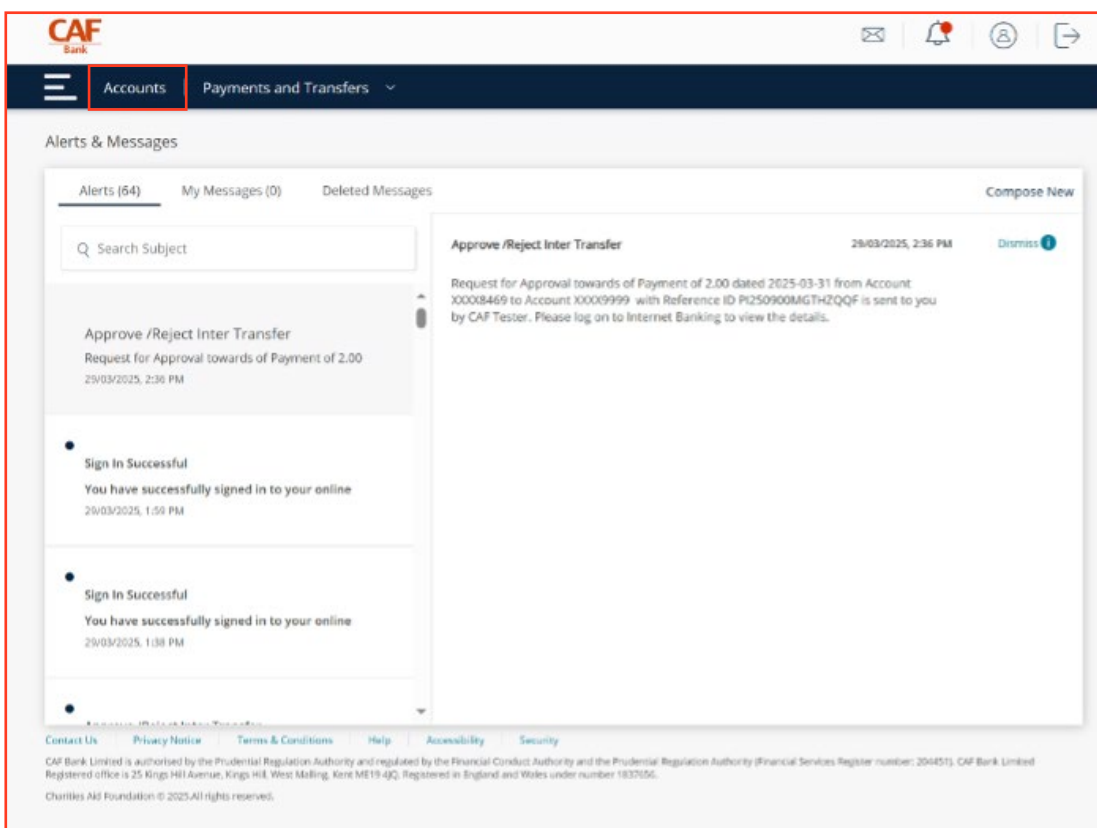 CAF
Bank
Accounts
Payments and Transfers
Alerts & Messages
Alerts (64) My Messages (0) Deleted Messages
Compose New
Search Subject
Approve /Reject Inter Transfer
Request for Approval towards of Payment of 2.00
29/03/2025, 2:36 PM
Sign In Successful
You have successfully signed in to your online
29/03/2025, 1:59 PM
Sign In Successful
You have successfully signed in to your online
29/03/2025, 1:38 PM
Approve /Reject Inter Transfer
Approve /Reject Inter Transfer 29/03/2025, 2:36 PM Dismiss
Request for Approval towards of Payment of 2.00 dated 2025-03-31 from Account
XXXX8469 to Account XXXX9999 with Reference ID PI250900MGTHZQQF is sent to you
by CAF Tester. Please log on to Internet Banking to view the details.
Contact Us Privacy Notice Terms & Conditions Help Accessibility Security
CAF Bank Limited is authorised by the Prudential Regulation Authority and regulated by the Financial Conduct Authority and the Prudential Regulation Authority (Financial Services Register number: 204451). CAF Bank Limited
Registered office is 25 Kings Hill Avenue, Kings Hill, West Malling, Kent ME19 4JQ. Registered in England and Wales under number 1837656.
Charities Aid Foundation © 2025.All rights reserved.